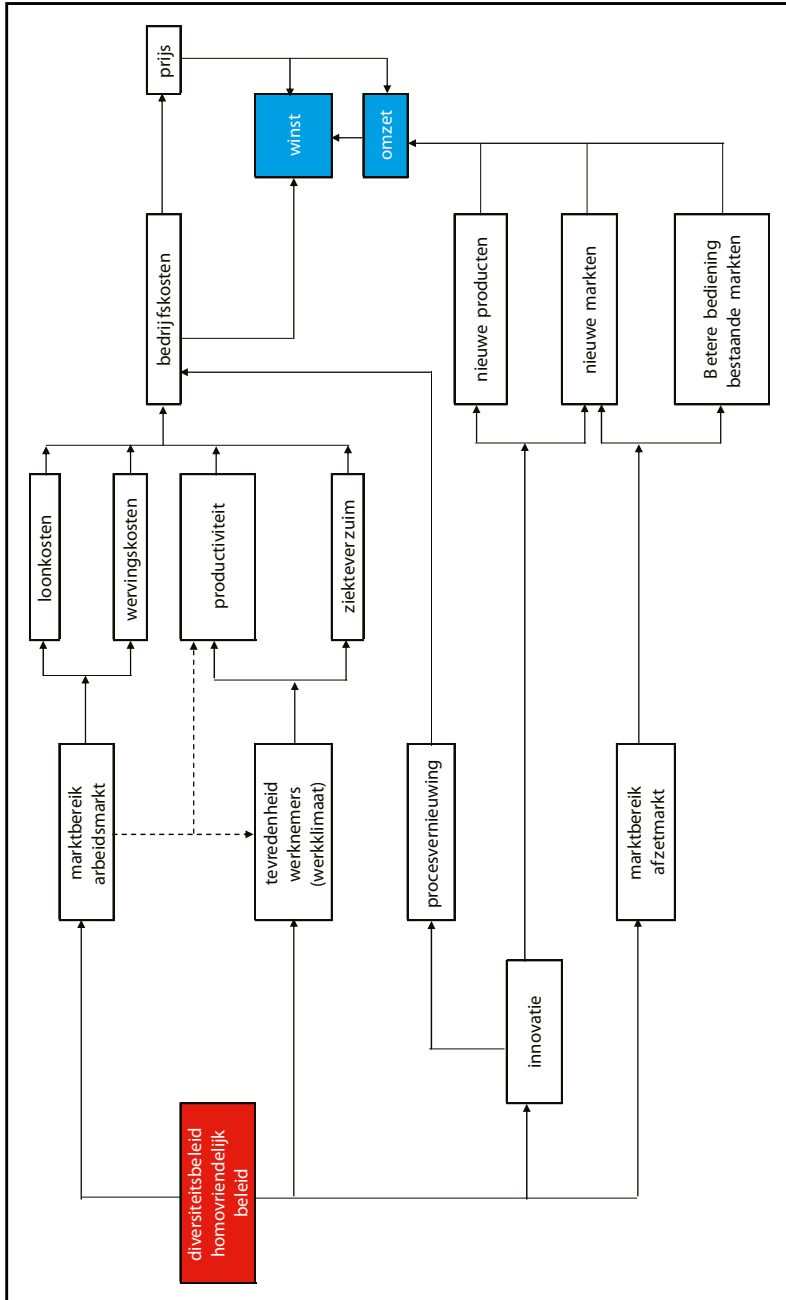 diversiteitsbeleid
homovriendelijk
beleid
marktbereik
arbeidsmarkt
tevredenheid
werknemers
(werkklimaat)
procesvernieuwing
innovatie
marktbereik
afzetmarkt
loonkosten
wervingskosten
productiviteit
ziekteverzuim
bedrijfskosten
nieuwe producten
nieuwe markten
Betere bediening
bestaande markten
prijs
winst
omzet